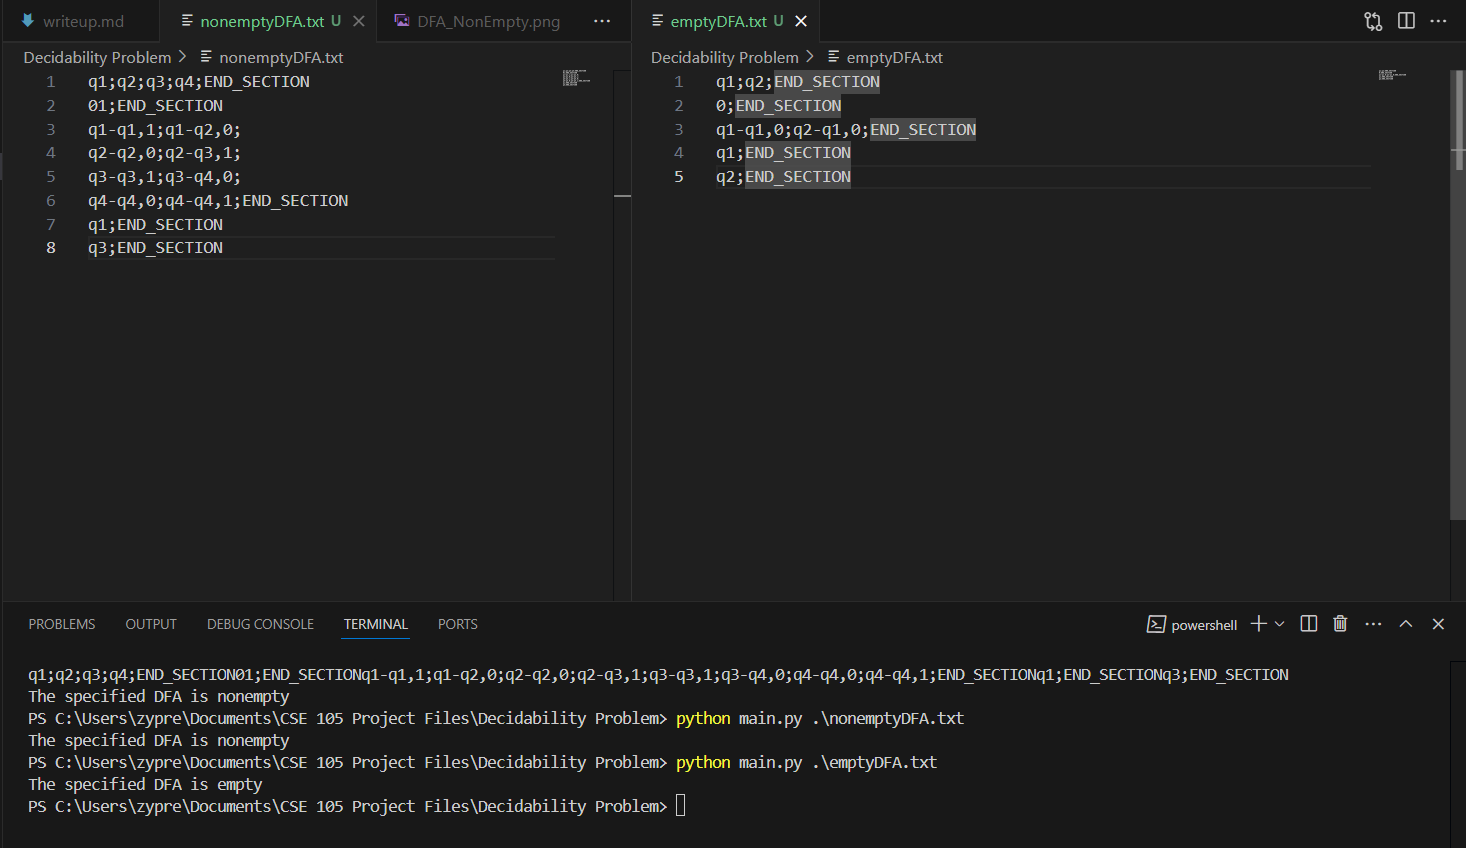 writeup.md
nonemptyDFA.txt U
DFA_NonEmpty.png
Decidability Problem > nonemptyDFA.txt
1 q1;q2;q3;q4;END_SECTION
2 01;END_SECTION
3 q1-q1,1;q1-q2,0;
4 q2-q2,0;q2-q3,1;
5 q3-q3,1;q3-q4,0;
6 q4-q4,0;q4-q4,1;END_SECTION
7 q1;END_SECTION
8 q3;END_SECTION
emptyDFA.txt U
Decidability Problem > emptyDFA.txt
1 q1;q2;END_SECTION
2 0;END_SECTION
3 q1-q1,0;q2-q1,0;END_SECTION
4 q1;END_SECTION
5 q2;END_SECTION
PROBLEMS OUTPUT DEBUG CONSOLE TERMINAL PORTS
powershell
q1;q2;q3;q4;END_SECTION01;END_SECTIONq1-q1,1;q1-q2,0;q2-q2,0;q2-q3,1;q3-q3,1;q3-q4,0;q4-q4,0;q4-q4,1;END_SECTIONq1;END_SECTIONq3;END_SECTION
The specified DFA is nonempty
PS C:\Users\zypre\Documents\CSE 105 Project Files\Decidability Problem> python main.py .\nonemptyDFA.txt
The specified DFA is nonempty
PS C:\Users\zypre\Documents\CSE 105 Project Files\Decidability Problem> python main.py .\emptyDFA.txt
The specified DFA is empty
PS C:\Users\zypre\Documents\CSE 105 Project Files\Decidability Problem>